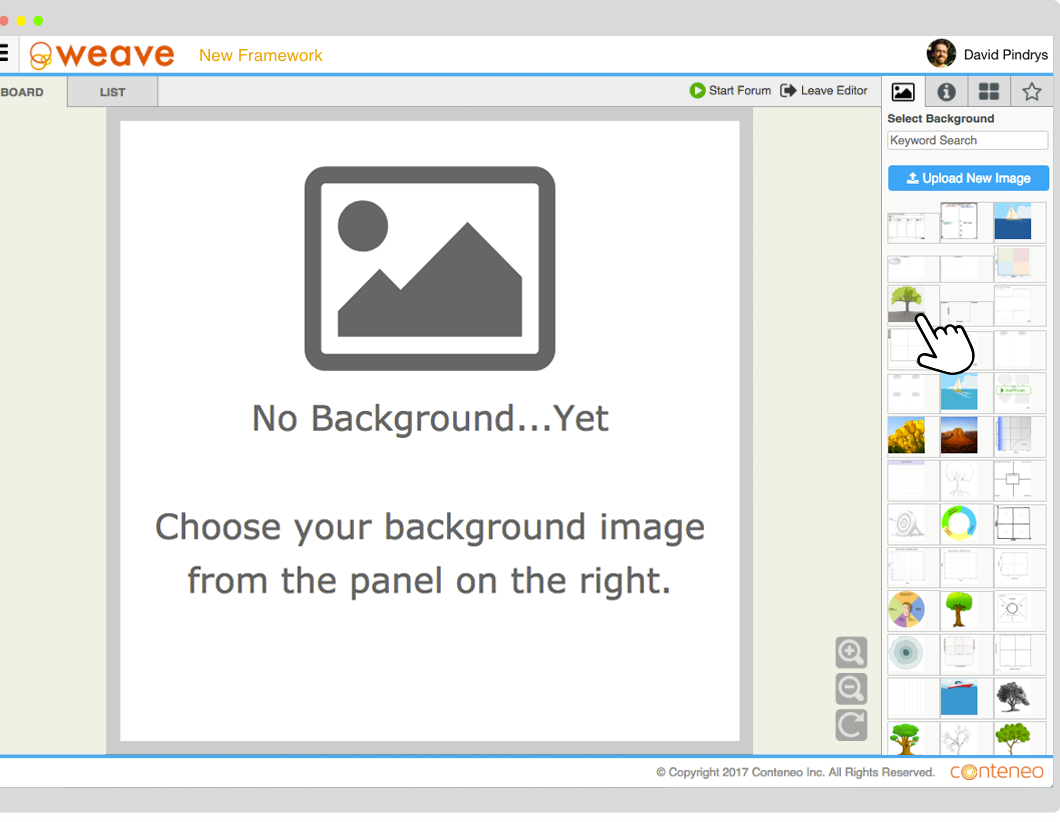 weave
New Framework
David Pindrys
BOARD
LIST
Start Forum
Leave Editor
Select Background
Keyword Search
Upload New Image
No Background...Yet
Choose your background image
from the panel on the right.
© Copyright 2017 Conteneo Inc. All Rights Reserved.
conteneo